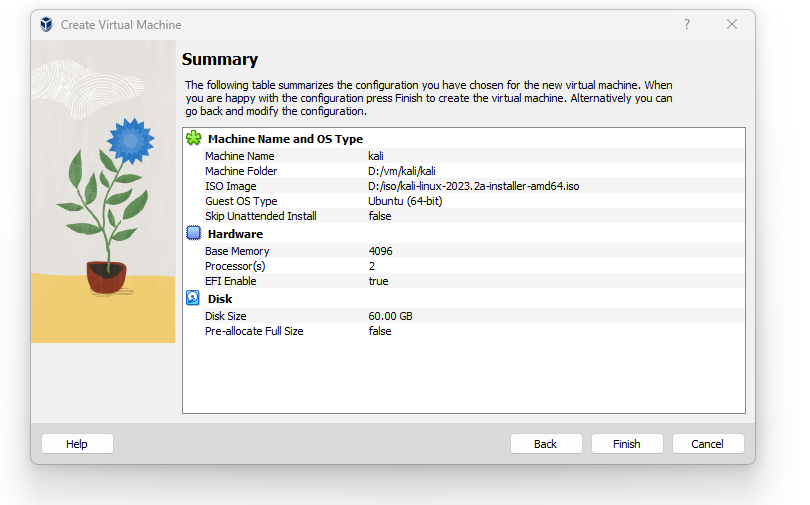 Create Virtual Machine
?
Summary
The following table summarizes the configuration you have chosen for the new virtual machine. When
you are happy with the configuration press Finish to create the virtual machine. Alternatively you can
go back and modify the configuration.
Machine Name and OS Type
Machine Name kali
Machine Folder D:/vm/kali/kali
ISO Image D:/iso/kali-linux-2023.2a-installer-amd64.iso
Guest OS Type Ubuntu (64-bit)
Skip Unattended Install false
Hardware
Base Memory 4096
Processor(s) 2
EFI Enable true
Disk
Disk Size 60.00 GB
Pre-allocate Full Size false
Help Back Finish Cancel